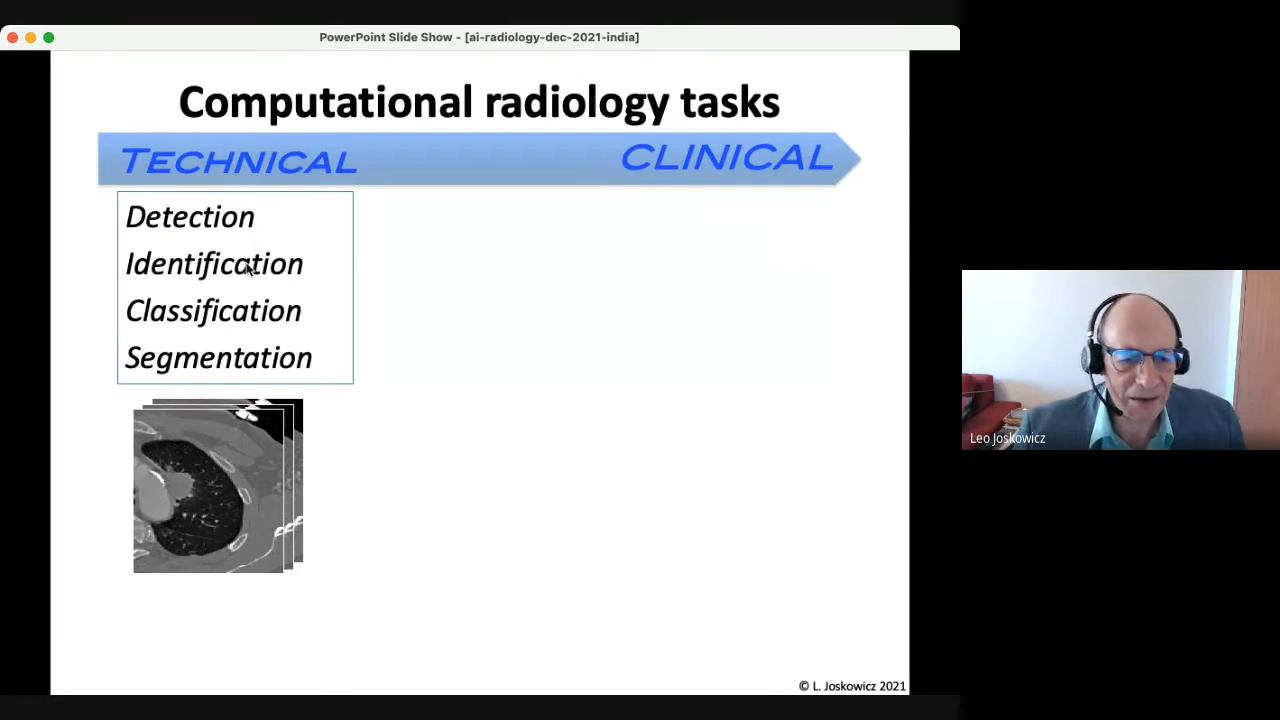 PowerPoint Slide Show - [ai-radiology-dec-2021-india]
Computational radiology tasks
TECHNICAL CLINICAL
Detection
Identification
Classification
Segmentation
Leo Joskowicz
© L. Joskowicz 2021